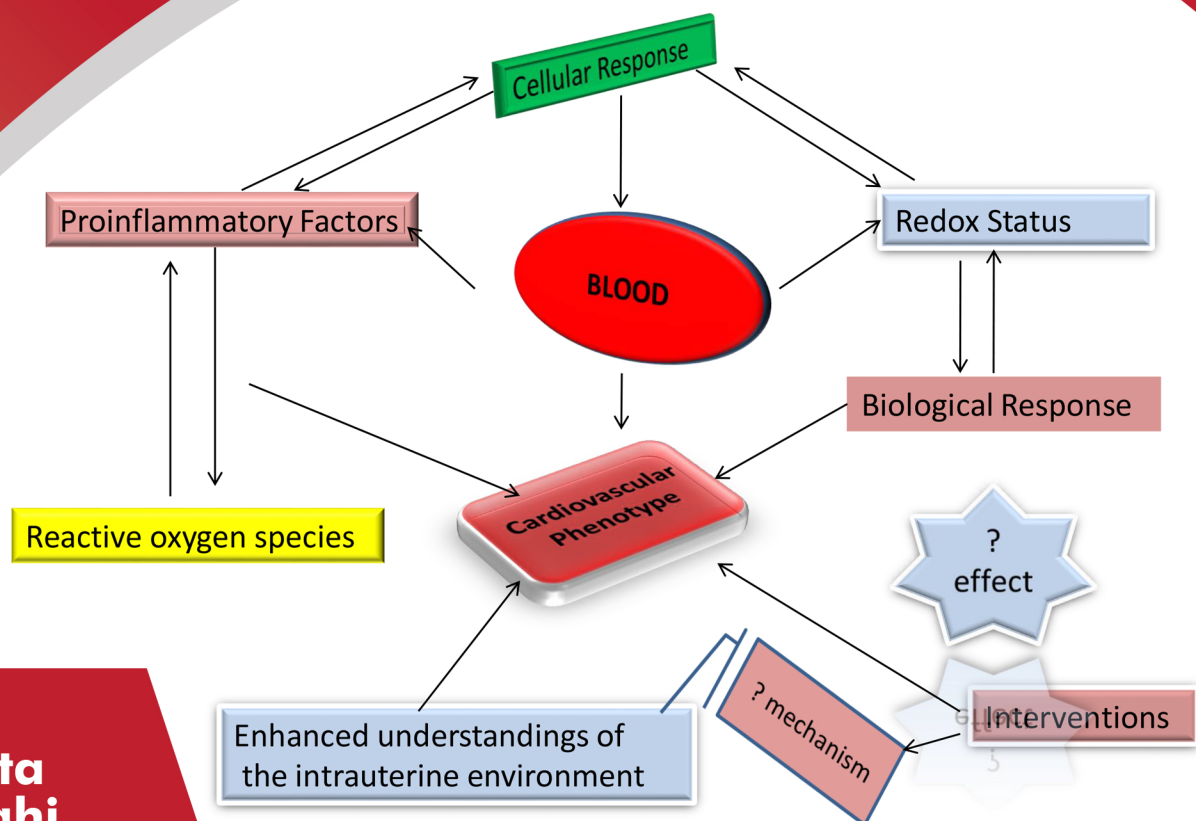 Cellular Response
Proinflammatory Factors
Redox Status
BLOOD
Biological Response
Cardiovascular
Phenotype
Reactive oxygen species
?
effect
? mechanism
Interventions
Enhanced understandings of
the intrauterine environment